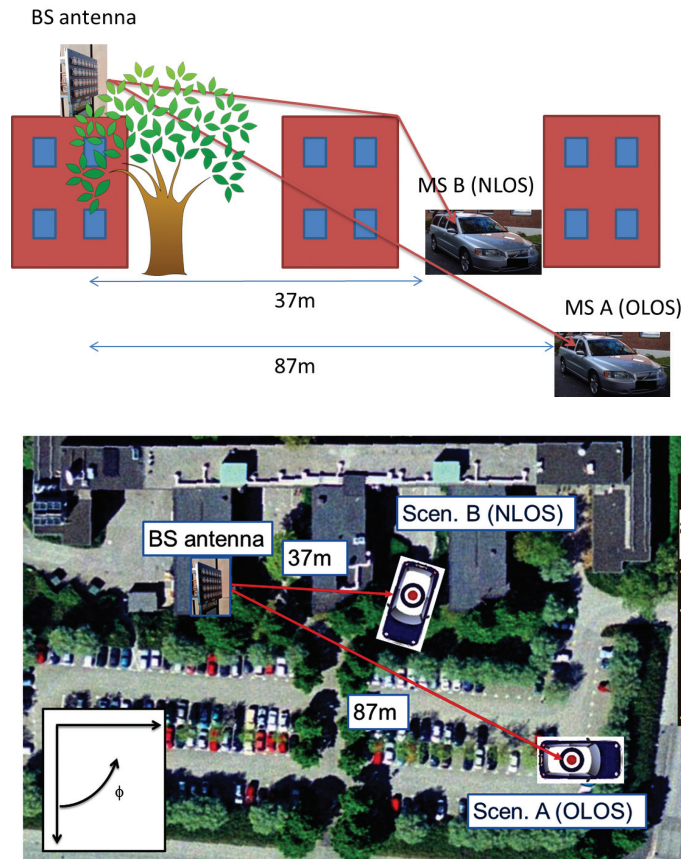 BS antenna
MS B (NLOS)
37m
MS A (OLOS)
87m
Scen. B (NLOS)
BS antenna
37m
87m
ϕ
Scen. A (OLOS)